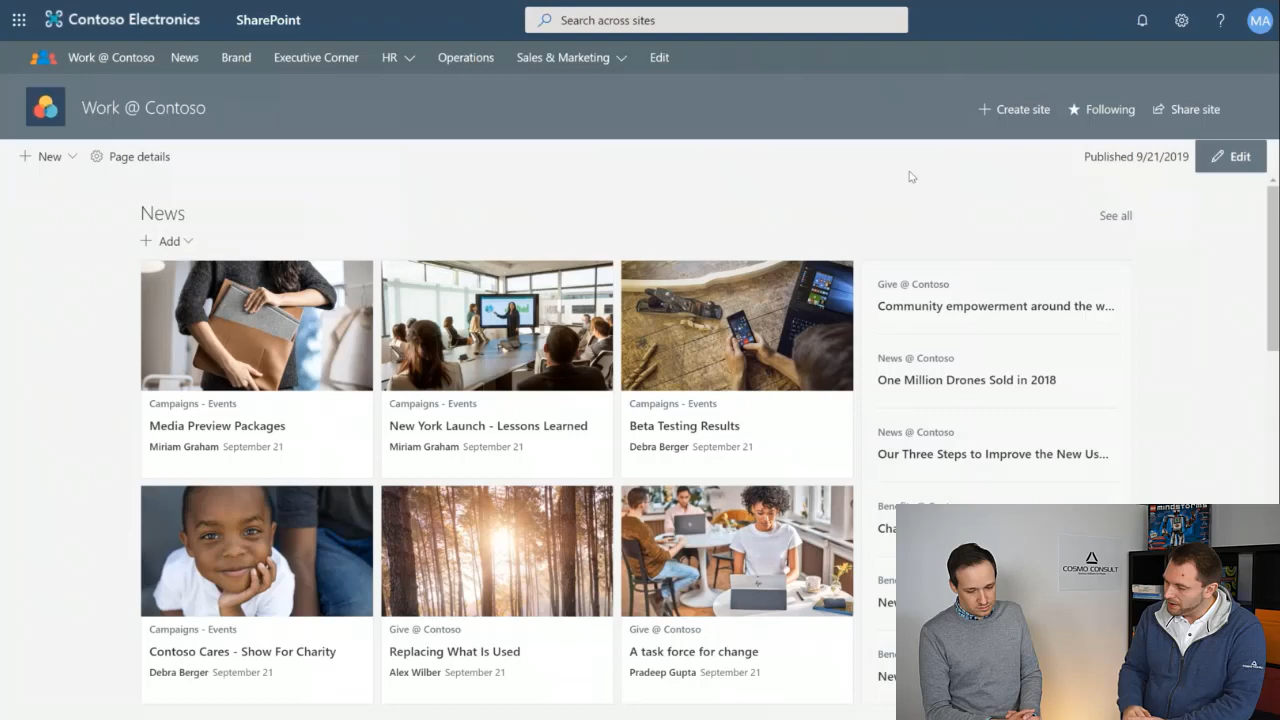 Contoso Electronics
SharePoint
Search across sites
?
MA
Work @ Contoso
News
Brand
Executive Corner
HR
Operations
Sales & Marketing
Edit
Work @ Contoso
Create site
Following
Share site
New
Page details
Published 9/21/2019
Edit
News
See all
Add
Campaigns - Events
Media Preview Packages
Miriam Graham September 21
Campaigns - Events
New York Launch - Lessons Learned
Miriam Graham September 21
Campaigns - Events
Beta Testing Results
Debra Berger September 21
Give @ Contoso
Community empowerment around the w...
News @ Contoso
One Million Drones Sold in 2018
News @ Contoso
Our Three Steps to Improve the New Us...
Campaigns - Events
Contoso Cares - Show For Charity
Debra Berger September 21
Give @ Contoso
Replacing What Is Used
Alex Wilber September 21
Give @ Contoso
A task force for change
Pradeep Gupta September 21
mindstorms
COSMO CONSULT